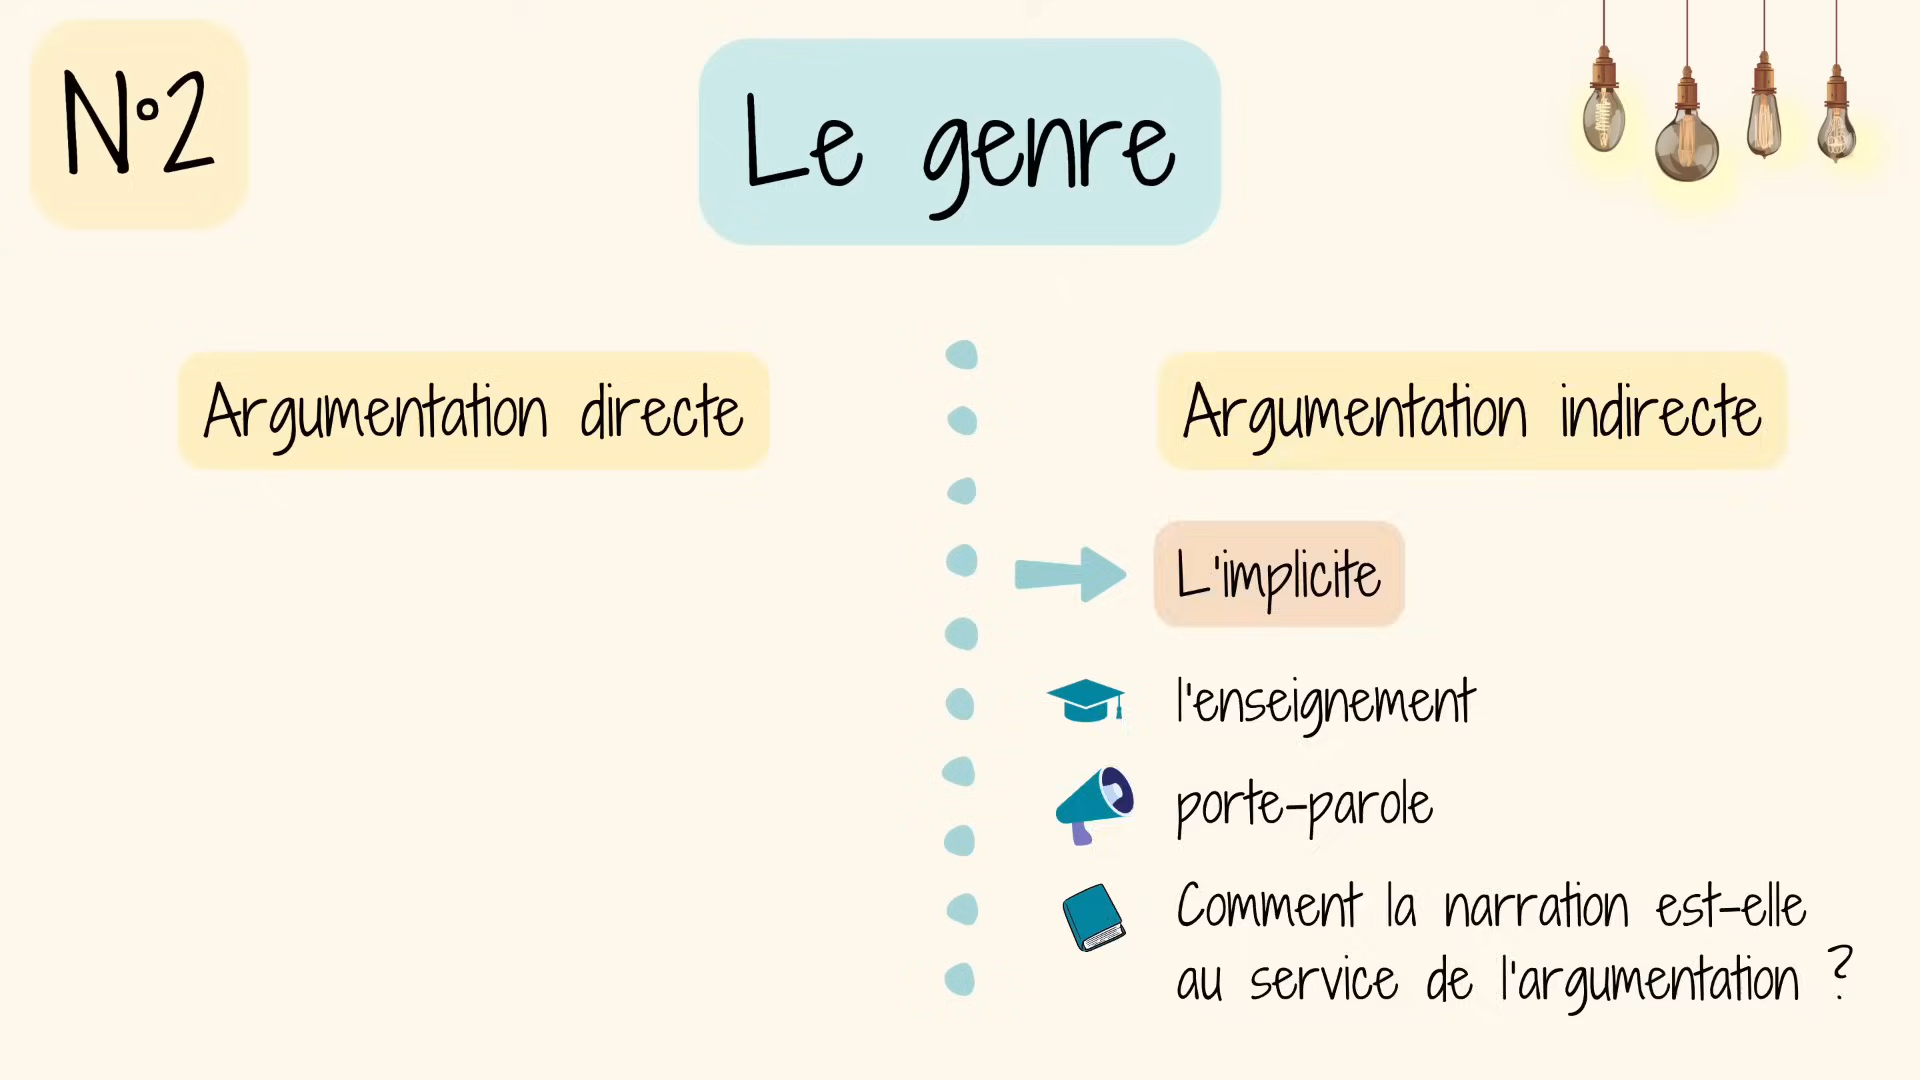 N°2
Le genre
Argumentation directe
Argumentation indirecte
L'implicite
l'enseignement
porte-parole
Comment la narration est-elle
au service de l'argumentation ?